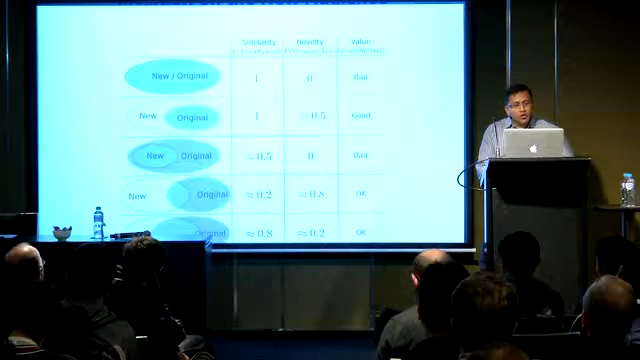 Similarity Novelty Value
New / Original 1 0 Bad
New Original 1 ≈ 0.5 Good
New Original ≈ 0.5 0 Bad
New Original ≈ 0.2 ≈ 0.8 OK
Original ≈ 0.8 ≈ 0.2 OK